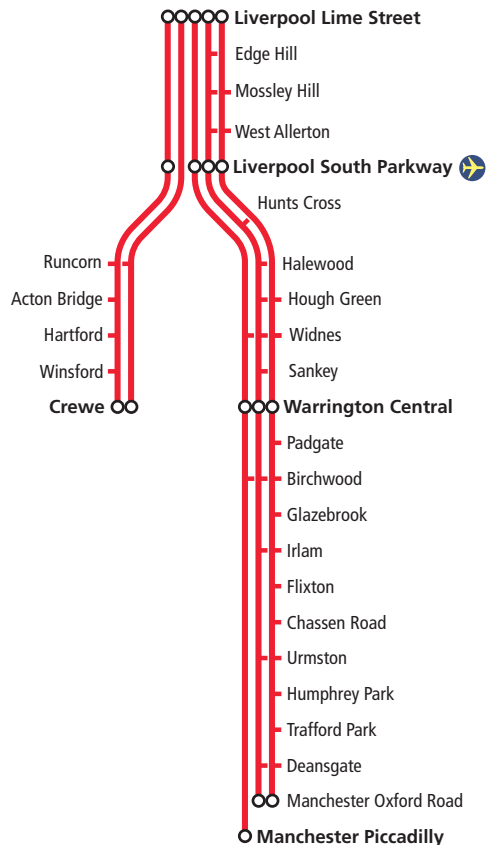 Liverpool Lime Street
Edge Hill
Mossley Hill
West Allerton
Liverpool South Parkway
Hunts Cross
Runcorn
Halewood
Acton Bridge
Hough Green
Hartford
Widnes
Winsford
Sankey
Crewe
Warrington Central
Padgate
Birchwood
Glazebrook
Irlam
Flixton
Chassen Road
Urmston
Humphrey Park
Trafford Park
Deansgate
Manchester Oxford Road
Manchester Piccadilly